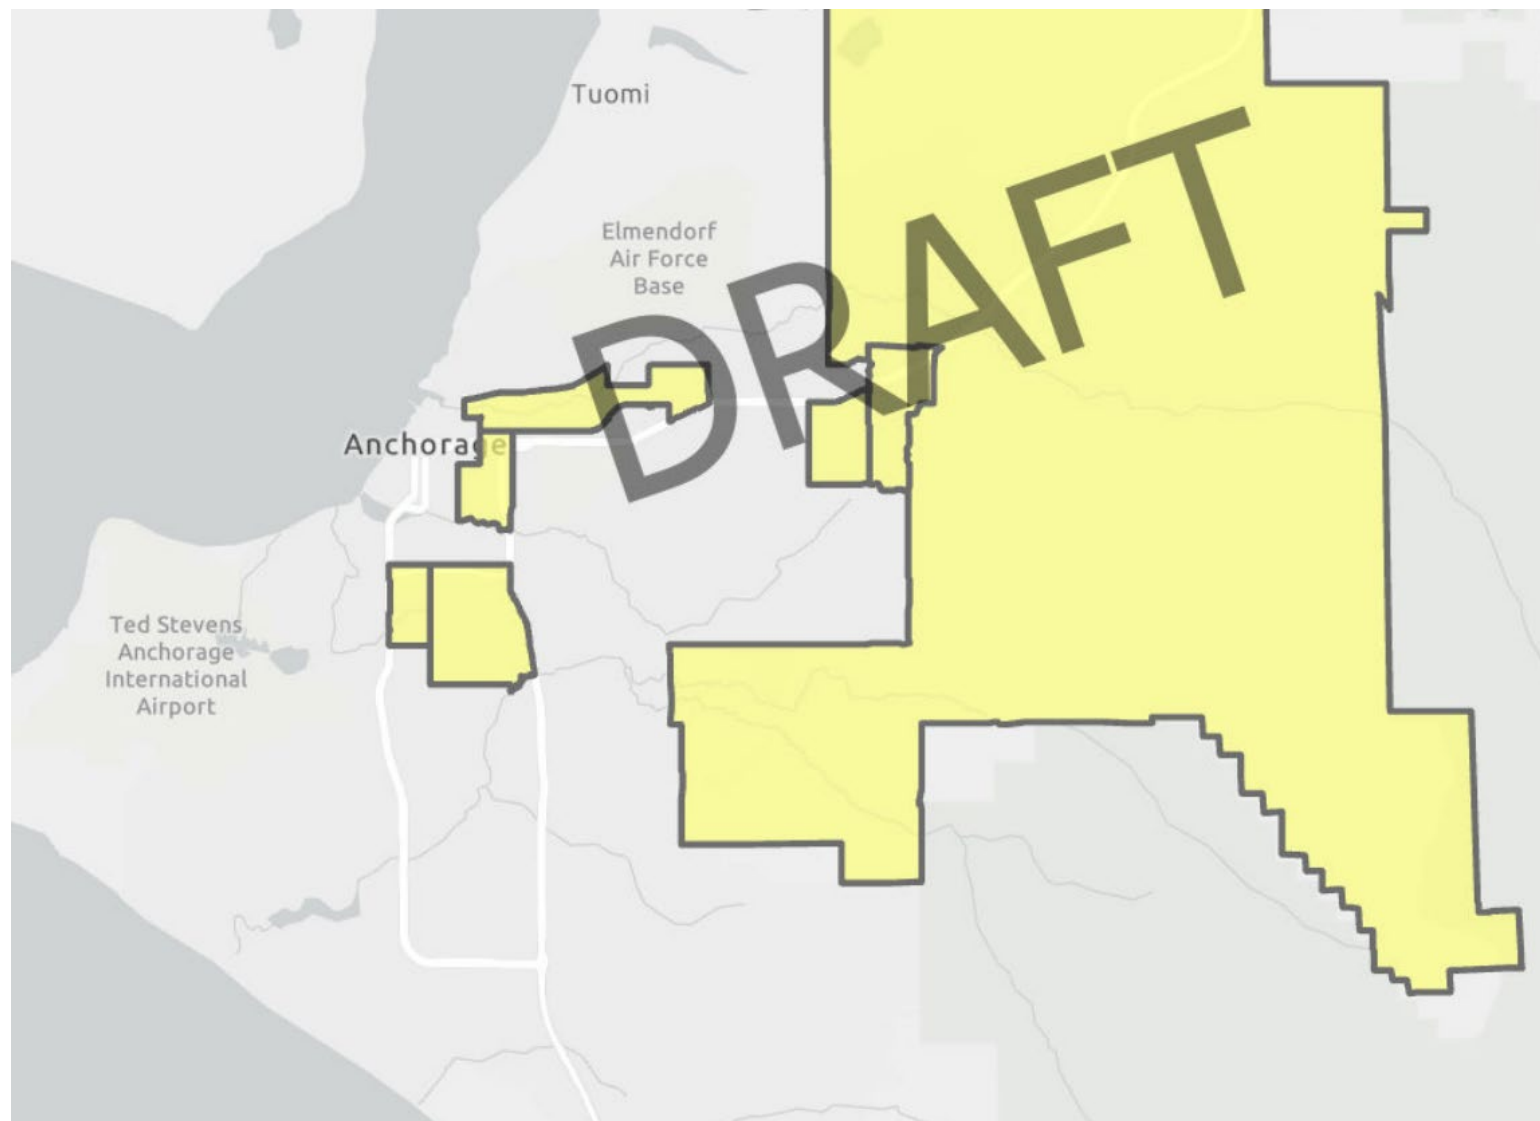 Tuomi
Elmendorf
Air Force
Base
DRAFT
Anchorage
Ted Stevens
Anchorage
International
Airport